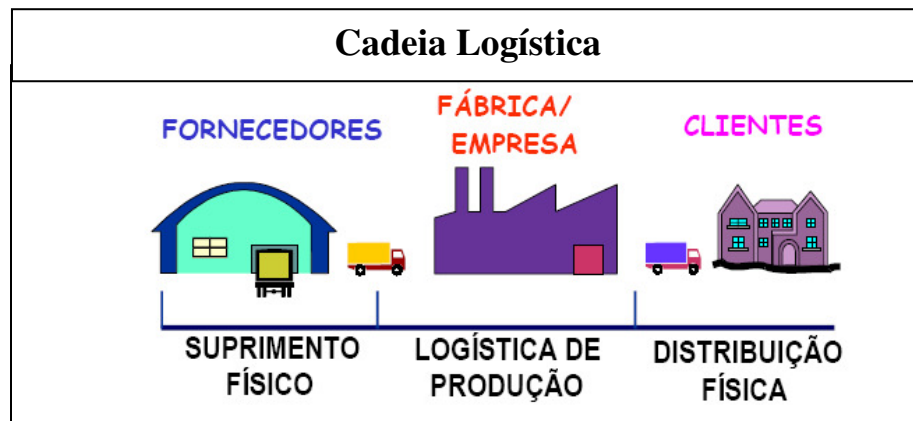 Cadeia Logística
FORNECEDORES
FÁBRICA/
EMPRESA
CLIENTES
SUPRIMENTO
FÍSICO
LOGÍSTICA DE
PRODUÇÃO
DISTRIBUIÇÃO
FÍSICA